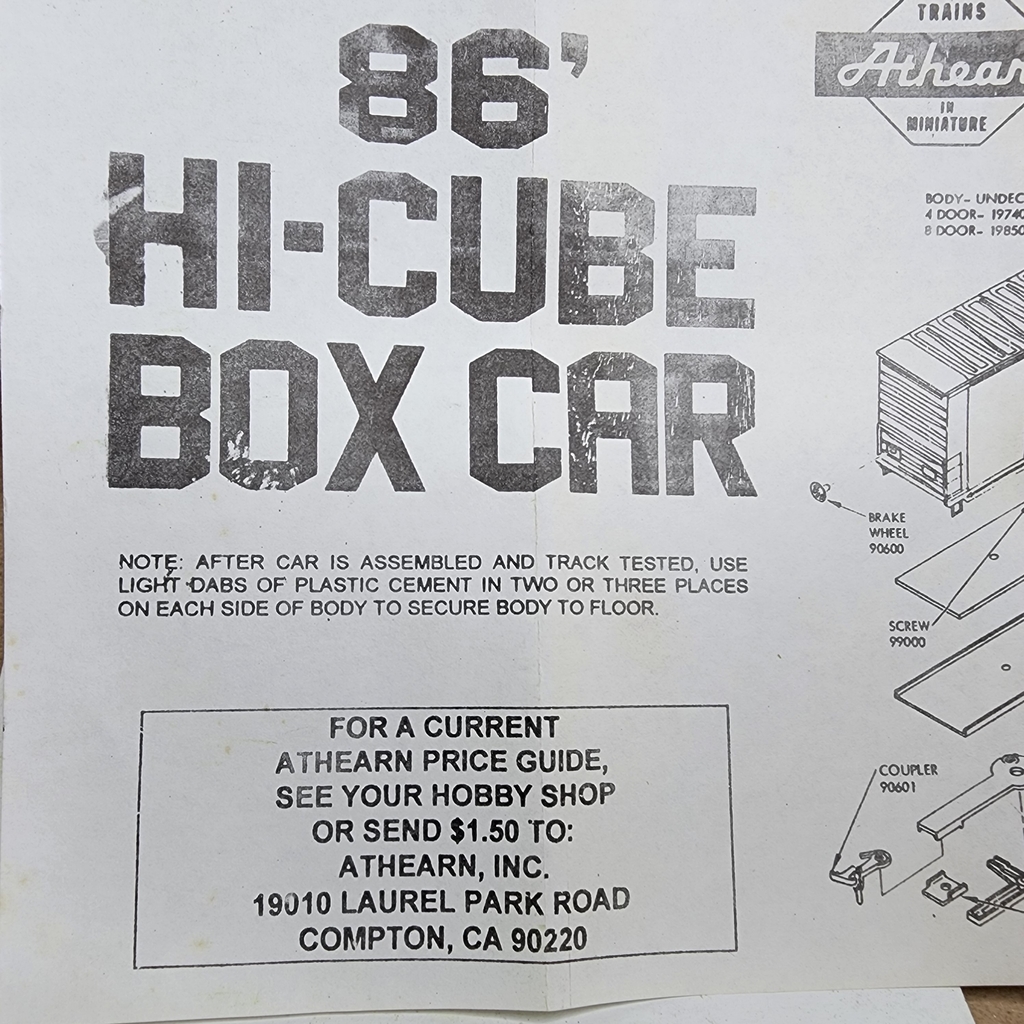 86'
HI-CUBE
BOX CAR
NOTE: AFTER CAR IS ASSEMBLED AND TRACK TESTED, USE
LIGHT DABS OF PLASTIC CEMENT IN TWO OR THREE PLACES
ON EACH SIDE OF BODY TO SECURE BODY TO FLOOR.
FOR A CURRENT
ATHEARN PRICE GUIDE,
SEE YOUR HOBBY SHOP
OR SEND $1.50 TO:
ATHEARN, INC.
19010 LAUREL PARK ROAD
COMPTON, CA 90220
TRAINS
Athear
IN
MINIATURE
BODY- UNDEC
4 DOOR- 1974
8 DOOR- 19850
BRAKE
WHEEL
90600
SCREW
99000
COUPLER
90601